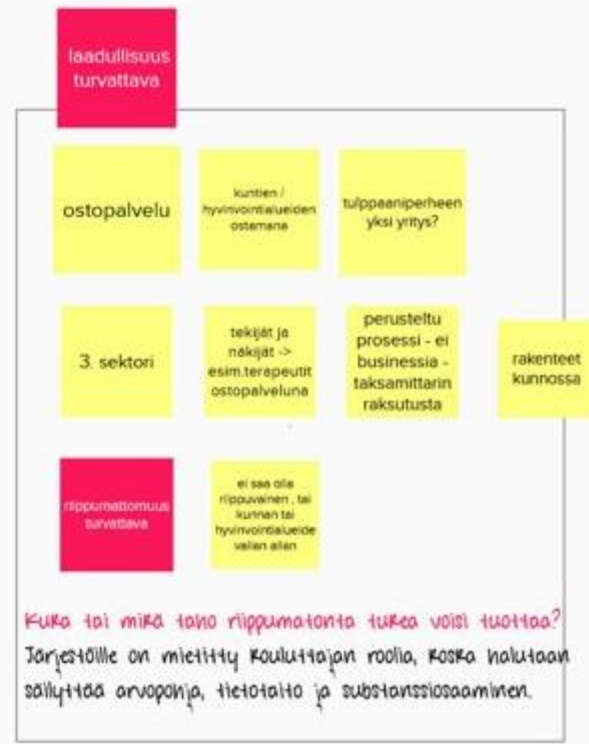 laadullisuus
turvattava
ostopalvelu
kuntien /
hyvinvointialueiden
ostamana
tulppaaniperheen
yksi yritys?
3. sektori
tekijät ja
näkijät ->
esim.terapeutit
ostopalveluna
perusteltu
prosessi - ei
businessia -
taksamittarin
raksutusta
rakenteet
kunnossa
riippumattomuus
turvattava
ei saa olla
riippuvainen , tai
kunnan tai
hyvinvointialueide
vallan allan
Kuka tai mikä taho riippumatonta tukea voisi tuottaa?
Järjestöille on mietitty kouluttajan roolia, koska halutaan
säilyttää arvopohja, tietotaito ja substanssiosaaminen.